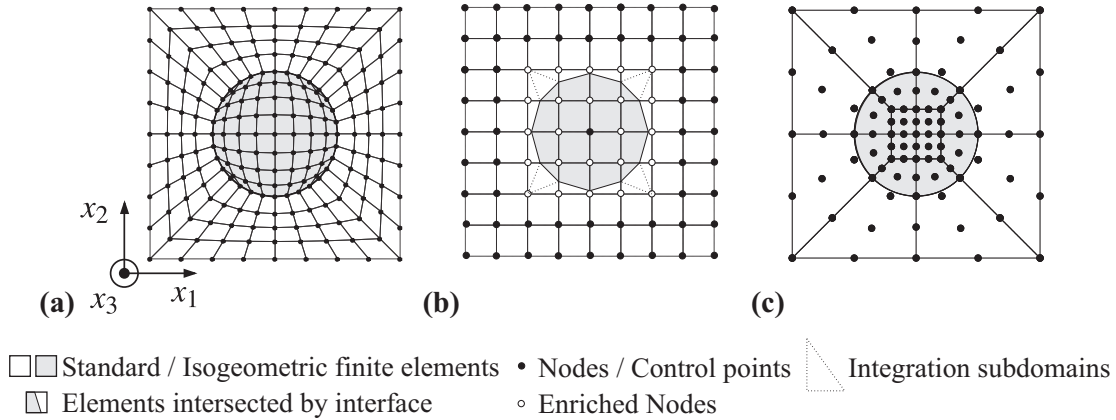 x2
x3
x1
(a)
(b)
(c)
Standard / Isogeometric finite elements
Nodes / Control points
Integration subdomains
Elements intersected by interface
Enriched Nodes